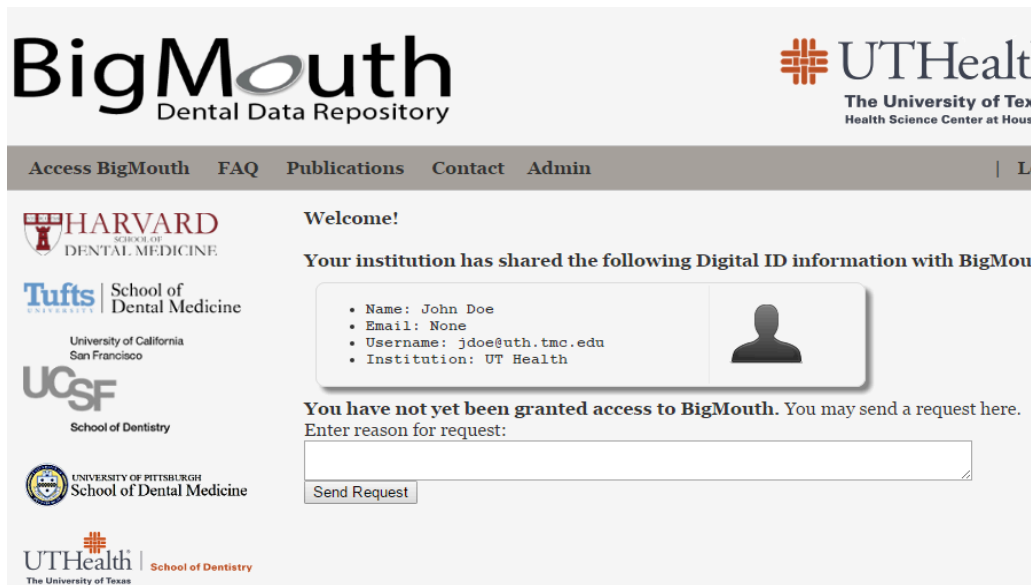 BigMouth
Dental Data Repository
UTHealt
The University of Tex
Health Science Center at Hous
Access BigMouth FAQ Publications Contact Admin | L
HARVARD
SCHOOL OF
DENTAL MEDICINE
Tufts School of
UNIVERSITY Dental Medicine
University of California
San Francisco
UCSF
School of Dentistry
UNIVERSITY OF PITTSBURGH
School of Dental Medicine
UTHealth School of Dentistry
The University of Texas
Welcome!
Your institution has shared the following Digital ID information with BigMou
• Name: John Doe
• Email: None
• Username: jdoe@uth.tmc.edu
• Institution: UT Health
You have not yet been granted access to BigMouth. You may send a request here.
Enter reason for request:
Send Request